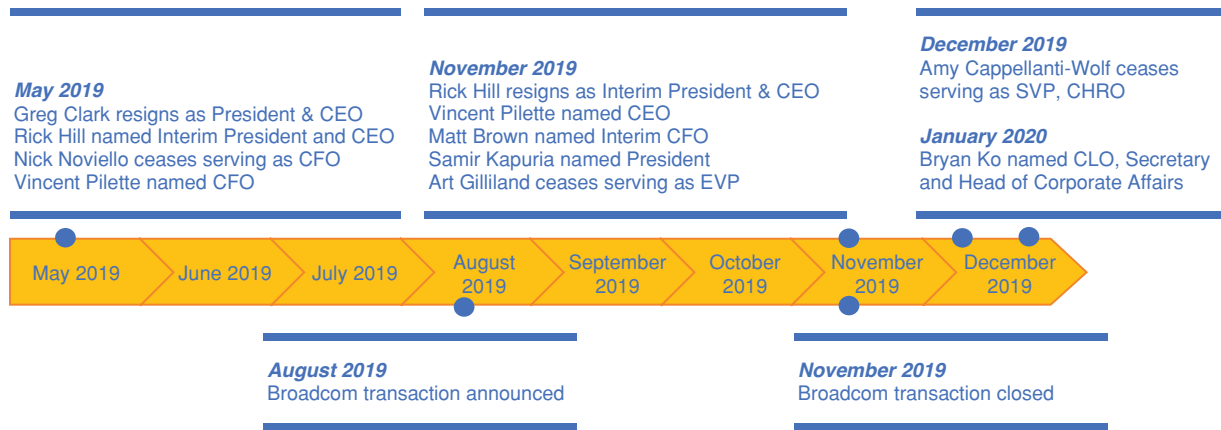 May 2019
Greg Clark resigns as President & CEO
Rick Hill named Interim President and CEO
Nick Noviello ceases serving as CFO
Vincent Pilette named CFO
November 2019
Rick Hill resigns as Interim President & CEO
Vincent Pilette named CEO
Matt Brown named Interim CFO
Samir Kapuria named President
Art Gilliland ceases serving as EVP
December 2019
Amy Cappellanti-Wolf ceases
serving as SVP, CHRO
January 2020
Bryan Ko named CLO, Secretary
and Head of Corporate Affairs
May 2019
June 2019
July 2019
August
2019
September
2019
October
2019
November
2019
December
2019
August 2019
Broadcom transaction announced
November 2019
Broadcom transaction closed